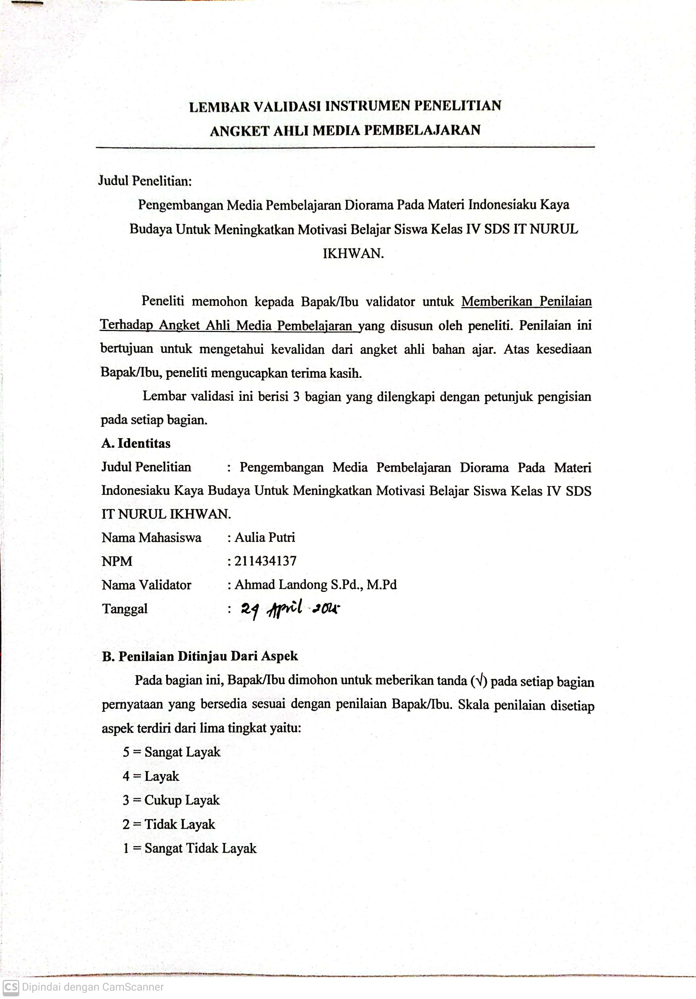 LEMBAR VALIDASI INSTRUMEN PENELITIAN
ANGKET AHLI MEDIA PEMBELAJARAN
Judul Penelitian:
Pengembangan Media Pembelajaran Diorama Pada Materi Indonesiaku Kaya
Budaya Untuk Meningkatkan Motivasi Belajar Siswa Kelas IV SDS IT NURUL
IKHWAN.
Peneliti memohon kepada Bapak/Ibu validator untuk Memberikan Penilaian
Terhadap Angket Ahli Media Pembelajaran yang disusun oleh peneliti. Penilaian ini
bertujuan untuk mengetahui kevalidan dari angket ahli bahan ajar. Atas kesediaan
Bapak/Ibu, peneliti mengucapkan terima kasih.
Lembar validasi ini berisi 3 bagian yang dilengkapi dengan petunjuk pengisian
pada setiap bagian.
A. Identitas
Judul Penelitian : Pengembangan Media Pembelajaran Diorama Pada Materi
Indonesiaku Kaya Budaya Untuk Meningkatkan Motivasi Belajar Siswa Kelas IV SDS
IT NURUL IKHWAN.
Nama Mahasiswa : Aulia Putri
NPM : 211434137
Nama Validator : Ahmad Landong S.Pd., M.Pd
Tanggal : April
B. Penilaian Ditinjau Dari Aspek
Pada bagian ini, Bapak/Ibu dimohon untuk meberikan tanda (√) pada setiap bagian
pernyataan yang bersedia sesuai dengan penilaian Bapak/Ibu. Skala penilaian disetiap
aspek terdiri dari lima tingkat yaitu:
5 = Sangat Layak
4 = Layak
3 = Cukup Layak
2 = Tidak Layak
1 = Sangat Tidak Layak
CS Dipindai dengan CamScanner